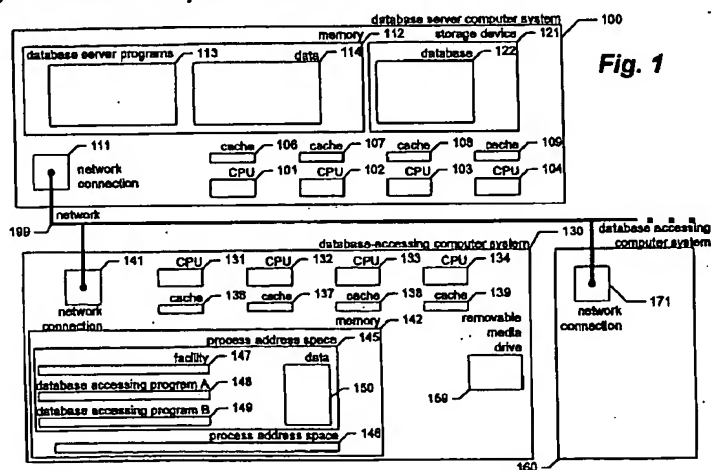 database server computer system 100
memory 112 storage device 121
database server programs 113 data 114 database 122
Fig. 1
111 cache 106 cache 107 cache 108 cache 109
network connection
CPU 101 CPU 102 CPU 103 CPU 104
network
199
database accessing computer system
database-accessing computer system 130
141 CPU 131 CPU 132 CPU 133 CPU 134
network connection
cache 136 cache 137 cache 138 cache 139
171
network connection
memory 142
removable media drive
process address space 145
facility 147 data
database accessing program A 148
150
159
database accessing program B 149
process address space 146
160